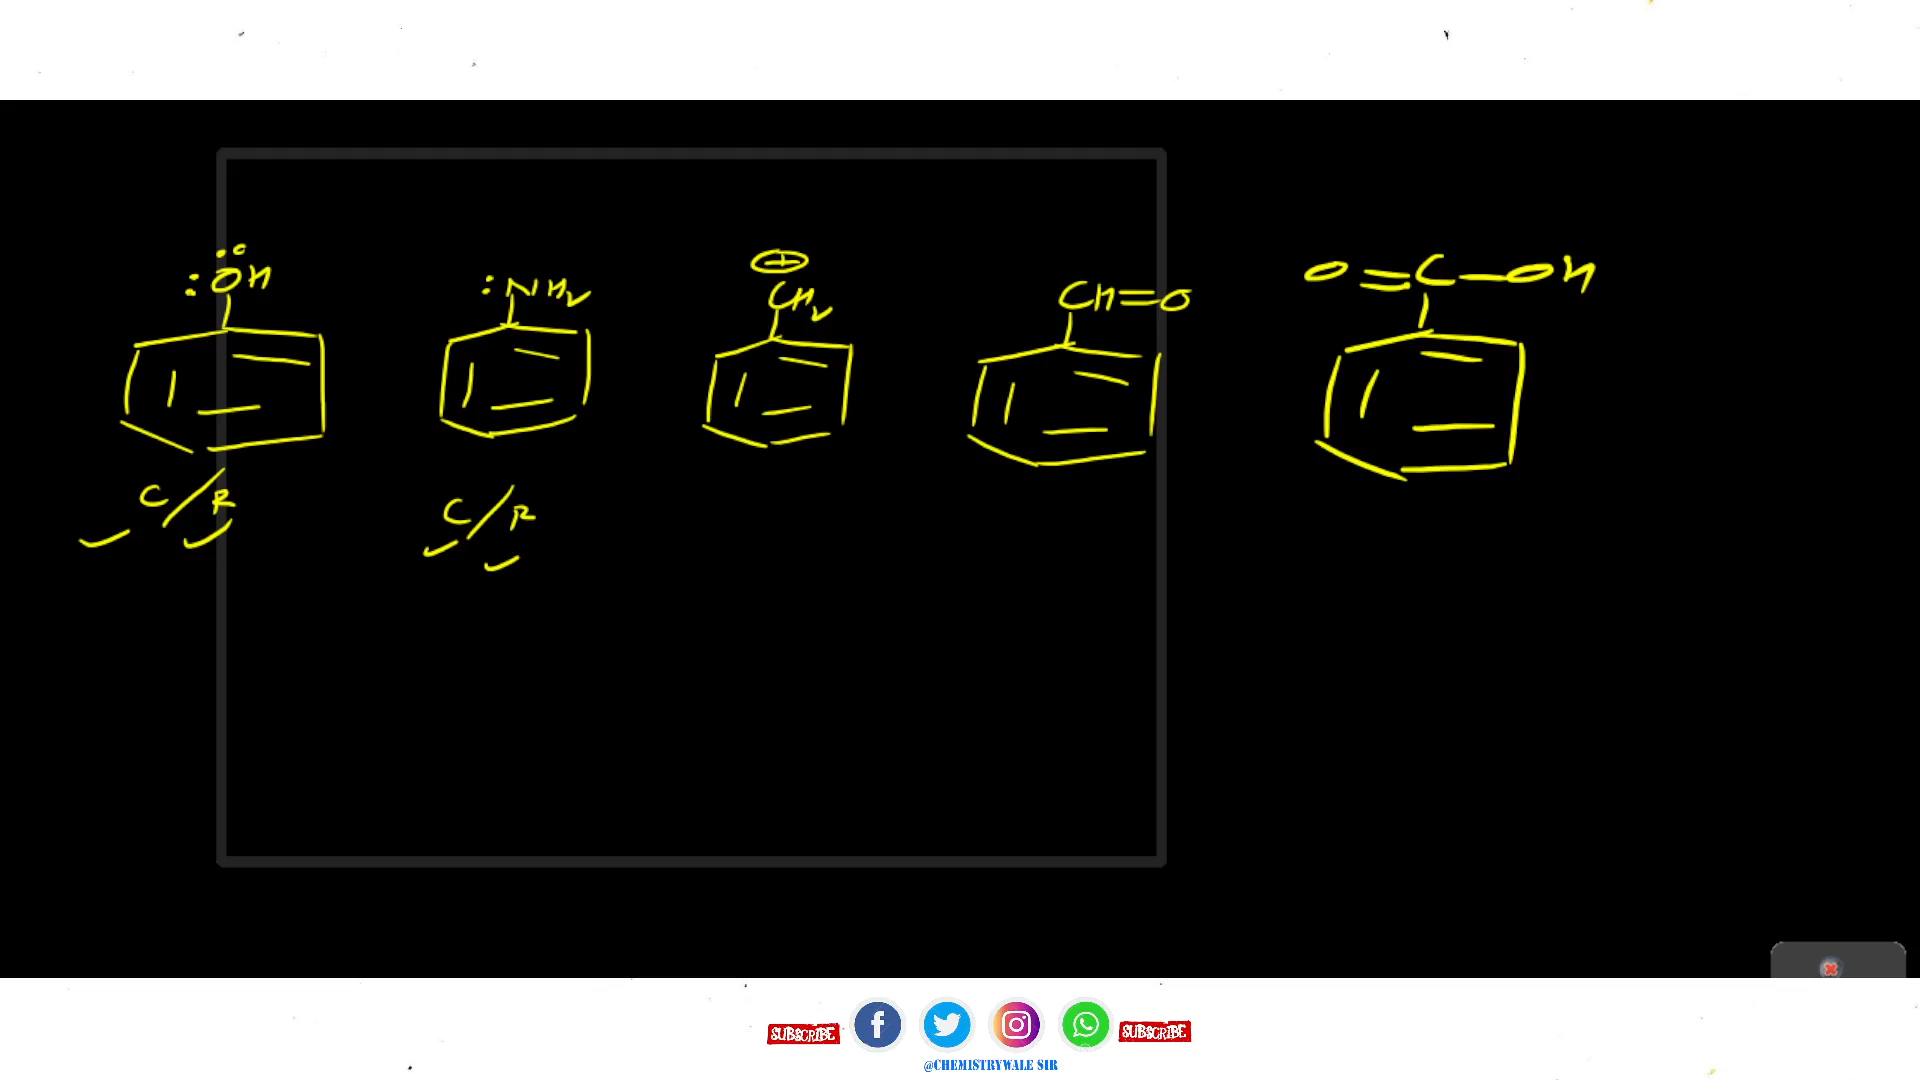 :ÖH
:NH₂
⊕
CH₂
CH=O
O=C-OH
C/R
C/R
SUBSCRIBE
SUBSCRIBE
@CHEMISTRYWALE SIR